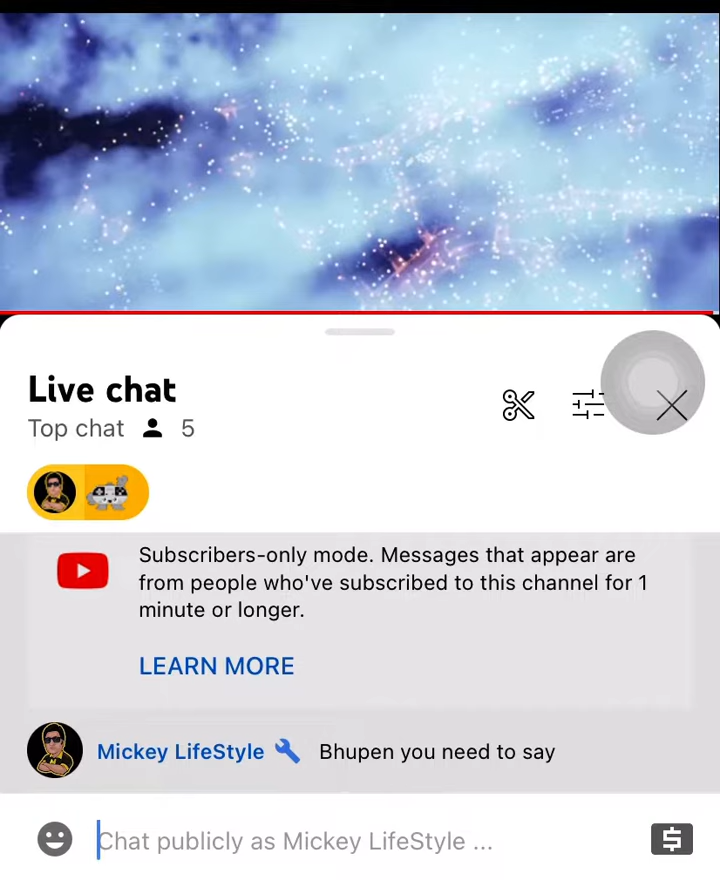 Live chat
Top chat 5
Subscribers-only mode. Messages that appear are
from people who've subscribed to this channel for 1
minute or longer.
LEARN MORE
Mickey LifeStyle Bhupen you need to say
Chat publicly as Mickey LifeStyle ...
$